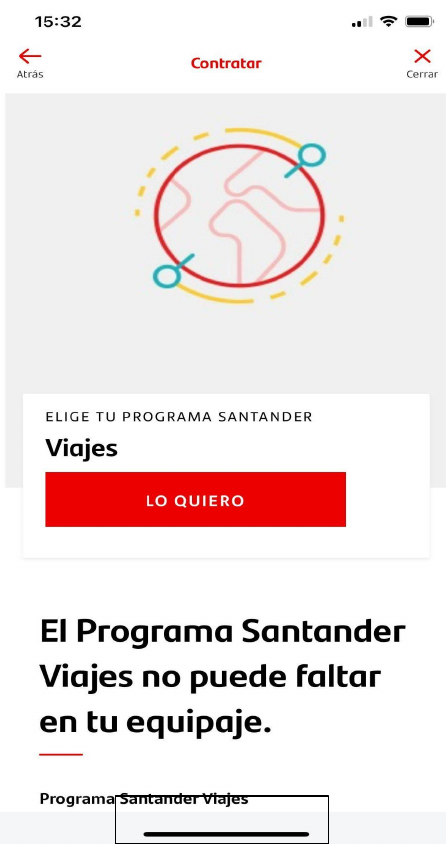 15:32
Atrás
Contratar
Cerrar
ELIGE TU PROGRAMA SANTANDER
Viajes
LO QUIERO
El Programa Santander
Viajes no puede faltar
en tu equipaje.
Programa Santander Viajes